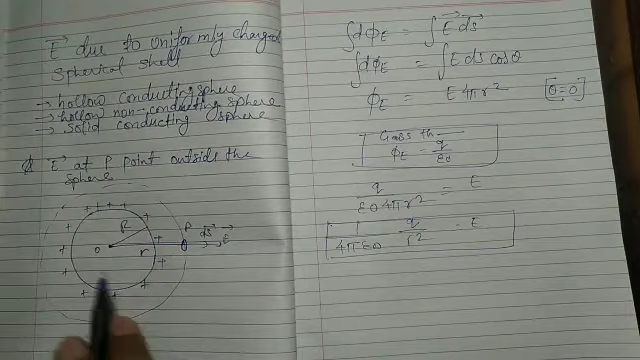 E due to Uniformly charged
Spherical shell
→ hollow conducting sphere
→ hollow non-conducting sphere
→ solid conducting sphere
E at P point outside the
sphere
+ + + +
+ +
R
P ds E
+ +
o r
+ +
+ +
+ +
∫dϕE = ∫E ds
∫dϕE = ∫E ds cosθ
ϕE = E 4πr² [θ=0]
Gass th
ϕE = q/ε0
q/ε0 4πr² = E
1/4πε0 q/r² = E